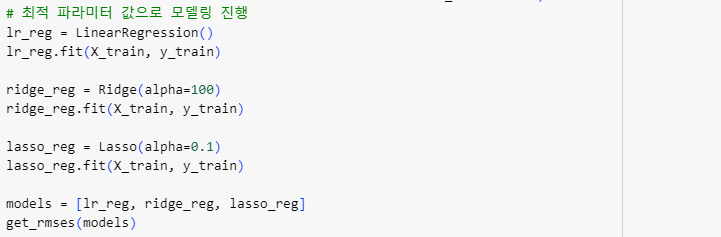 # 최적 파라미터 값으로 모델링 진행
lr_reg = LinearRegression()
lr_reg.fit(X_train, y_train)
ridge_reg = Ridge(alpha=100)
ridge_reg.fit(X_train, y_train)
lasso_reg = Lasso(alpha=0.1)
lasso_reg.fit(X_train, y_train)
models = [lr_reg, ridge_reg, lasso_reg]
get_rmses(models)